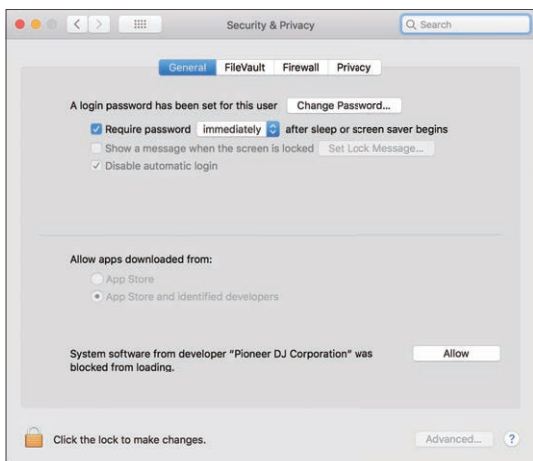 Security & Privacy
Search
General FileVault Firewall Privacy
A login password has been set for this user Change Password...
Require password immediately after sleep or screen saver begins
Show a message when the screen is locked Set Lock Message...
Disable automatic login
Allow apps downloaded from:
App Store
App Store and identified developers
System software from developer "Pioneer DJ Corporation" was Allow
blocked from loading.
Click the lock to make changes. Advanced... ?